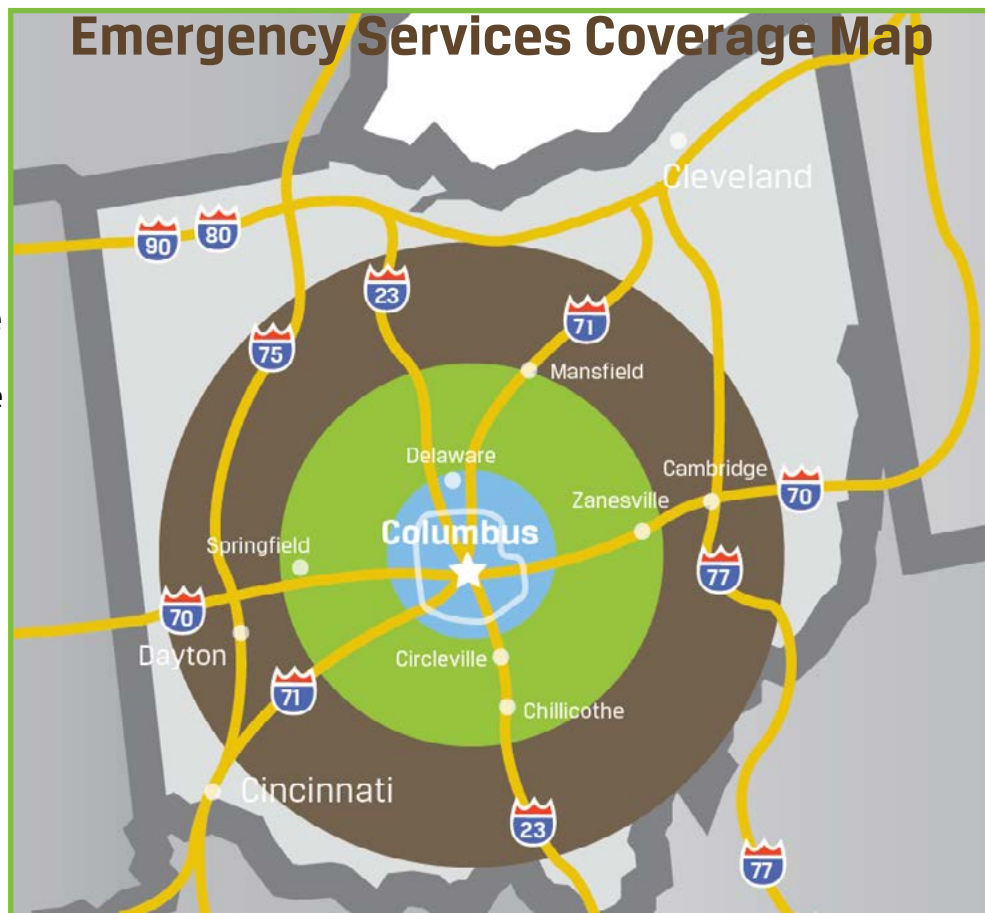 Emergency Services Coverage Map
Cleveland
90
80
23
71
75
e
Mansfield
e
Delaware
Cambridge
70
Zanesville
Columbus
Springfield
77
70
Dayton
Circleville
71
Chillicothe
Cincinnati
23
77